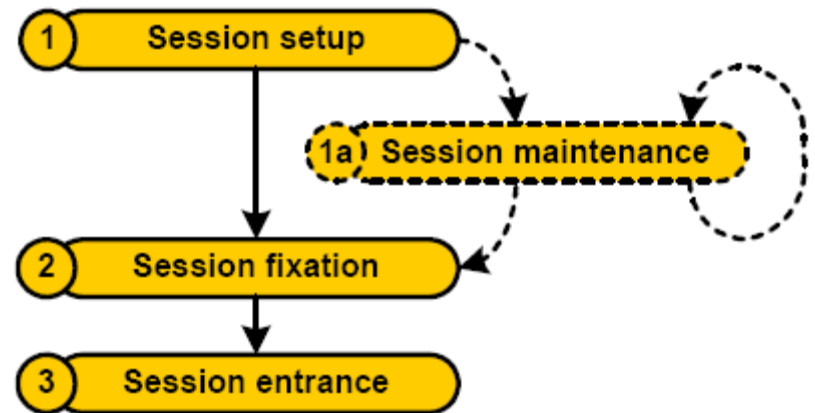 1 Session setup
1a Session maintenance
2 Session fixation
3 Session entrance